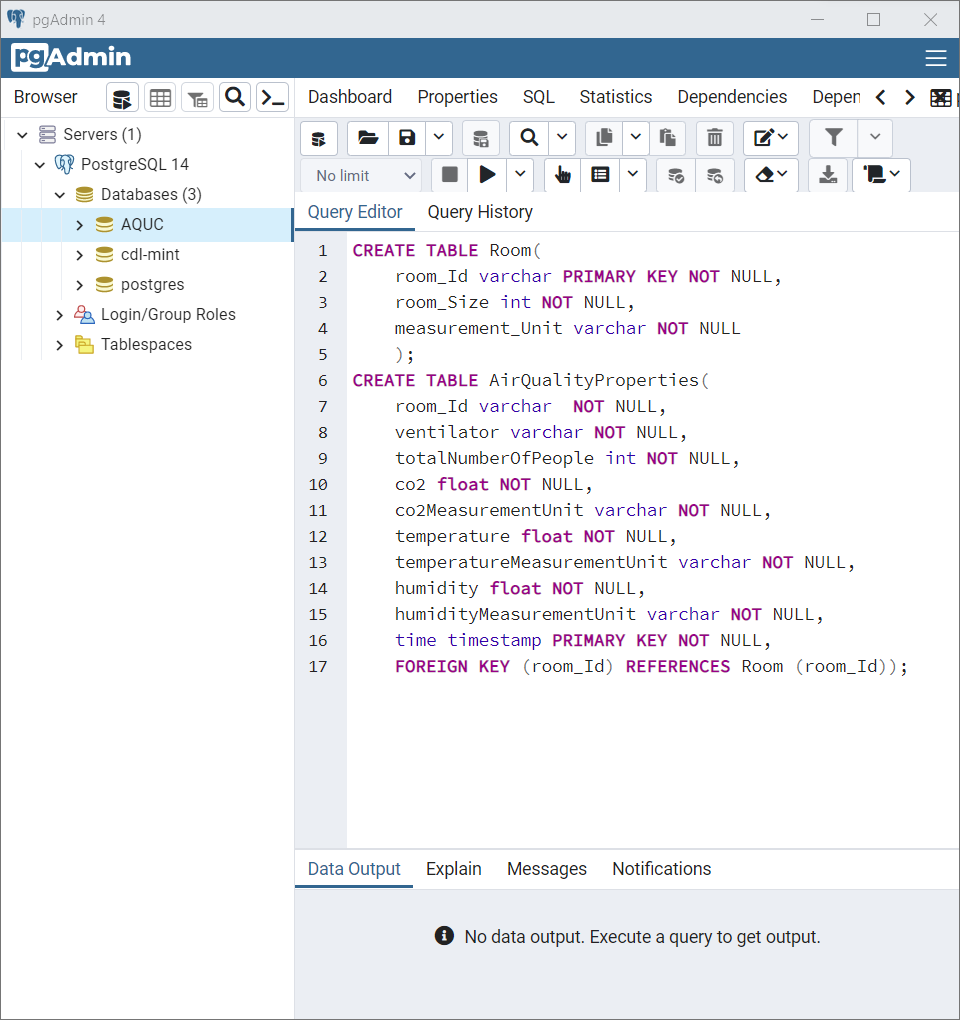 pgAdmin 4
pgAdmin
Browser
Dashboard Properties SQL Statistics Dependencies Depen
Servers (1)
PostgreSQL 14
Databases (3)
AQUC
cdl-mint
postgres
Login/Group Roles
Tablespaces
No limit
Query Editor Query History
1 CREATE TABLE Room(
2 room_Id varchar PRIMARY KEY NOT NULL,
3 room_Size int NOT NULL,
4 measurement_Unit varchar NOT NULL
5 );
6 CREATE TABLE AirQualityProperties(
7 room_Id varchar  NOT NULL,
8 ventilator varchar NOT NULL,
9 totalNumberOfPeople int NOT NULL,
10 co2 float NOT NULL,
11 co2MeasurementUnit varchar NOT NULL,
12 temperature float NOT NULL,
13 temperatureMeasurementUnit varchar NOT NULL,
14 humidity float NOT NULL,
15 humidityMeasurementUnit varchar NOT NULL,
16 time timestamp PRIMARY KEY NOT NULL,
17 FOREIGN KEY (room_Id) REFERENCES Room (room_Id));
Data Output Explain Messages Notifications
No data output. Execute a query to get output.